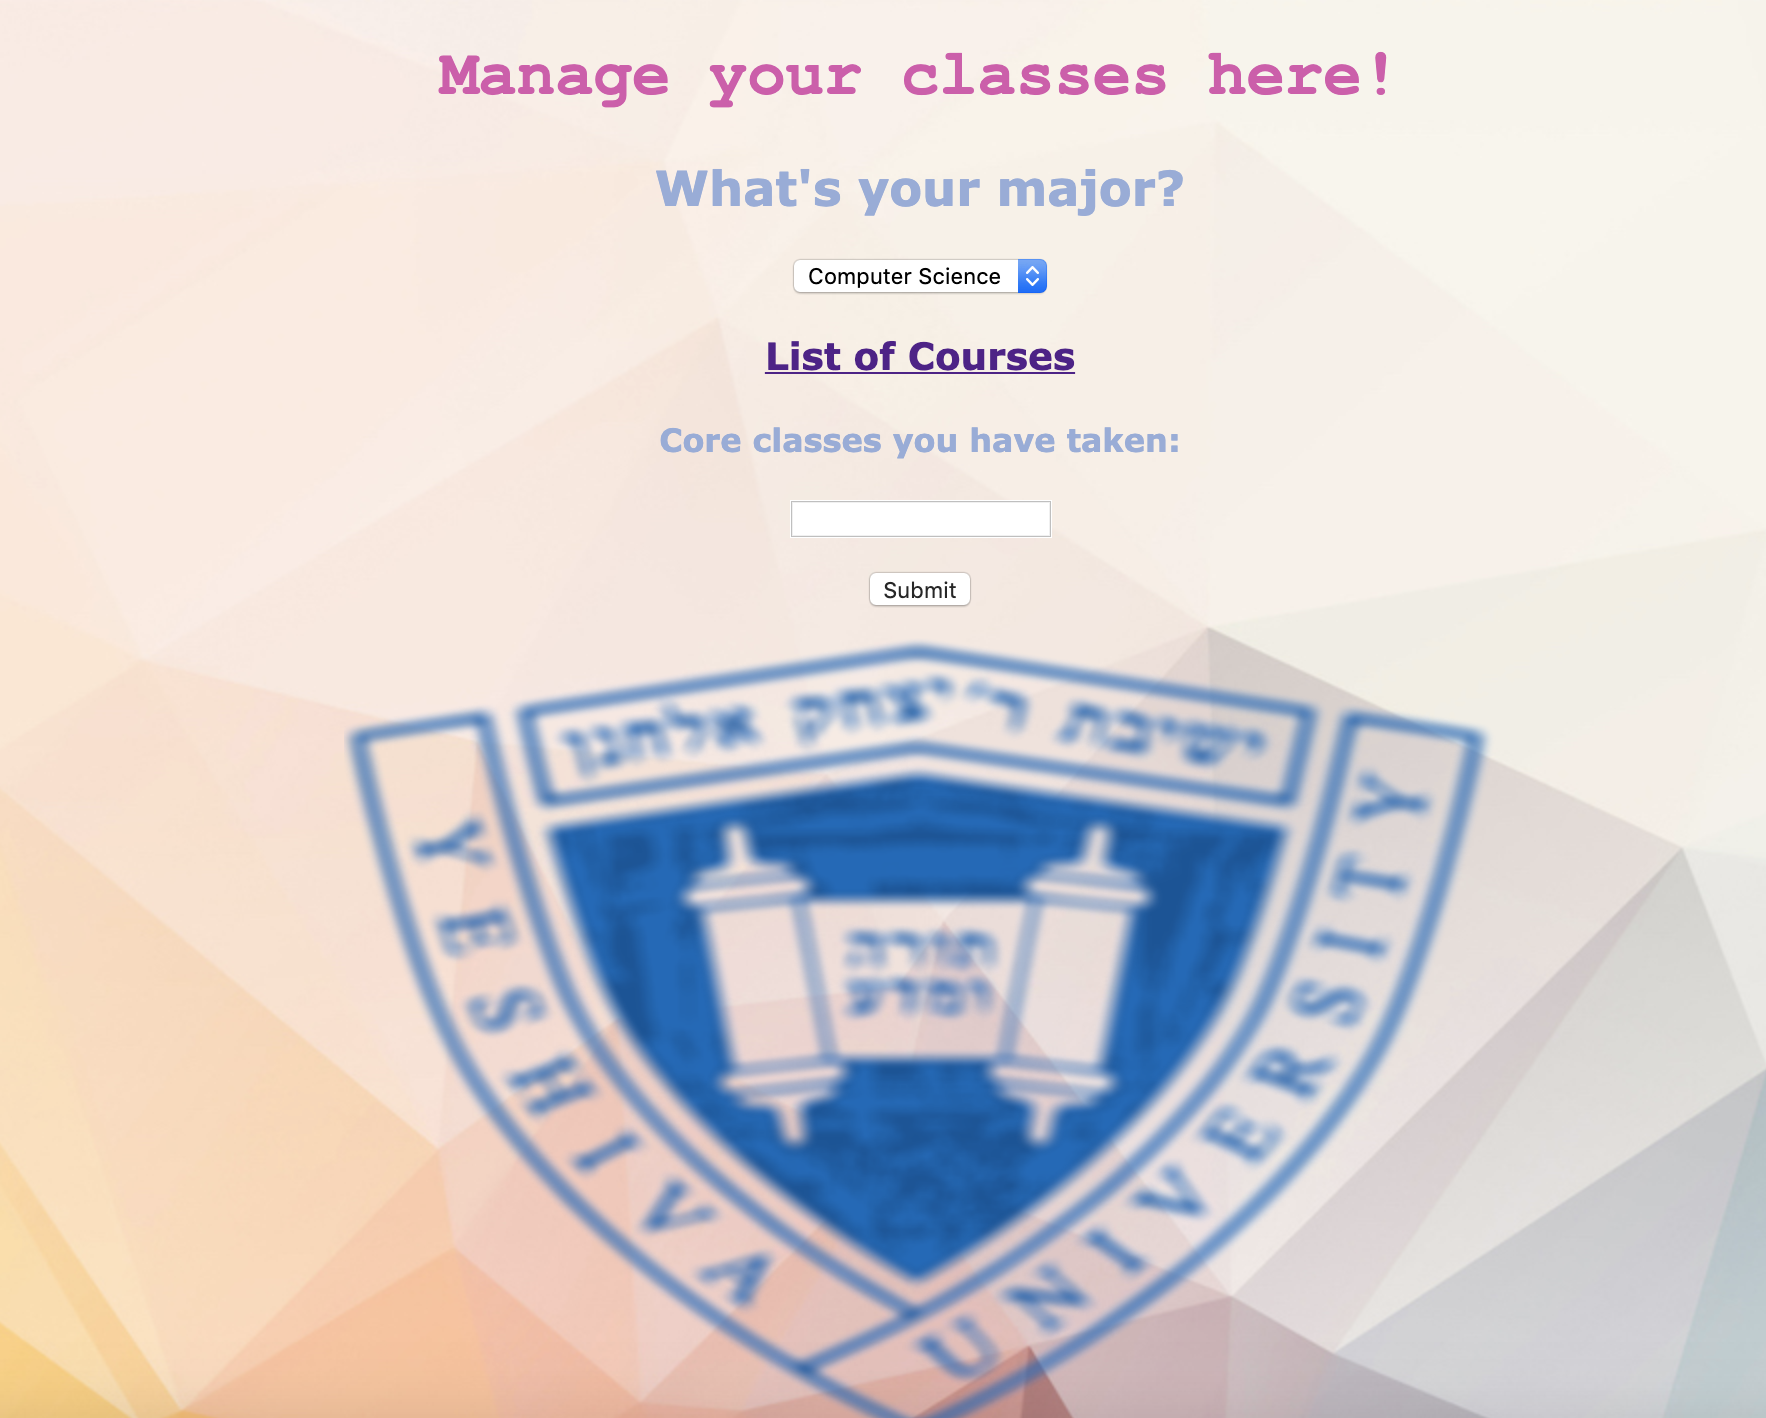 Manage your classes here!
What's your major?
Computer Science
List of Courses
Core classes you have taken:
Submit
ישיבת ר׳ יצחק אלחנן
YESHIVA
UNIVERSITY
תורה
ומדע